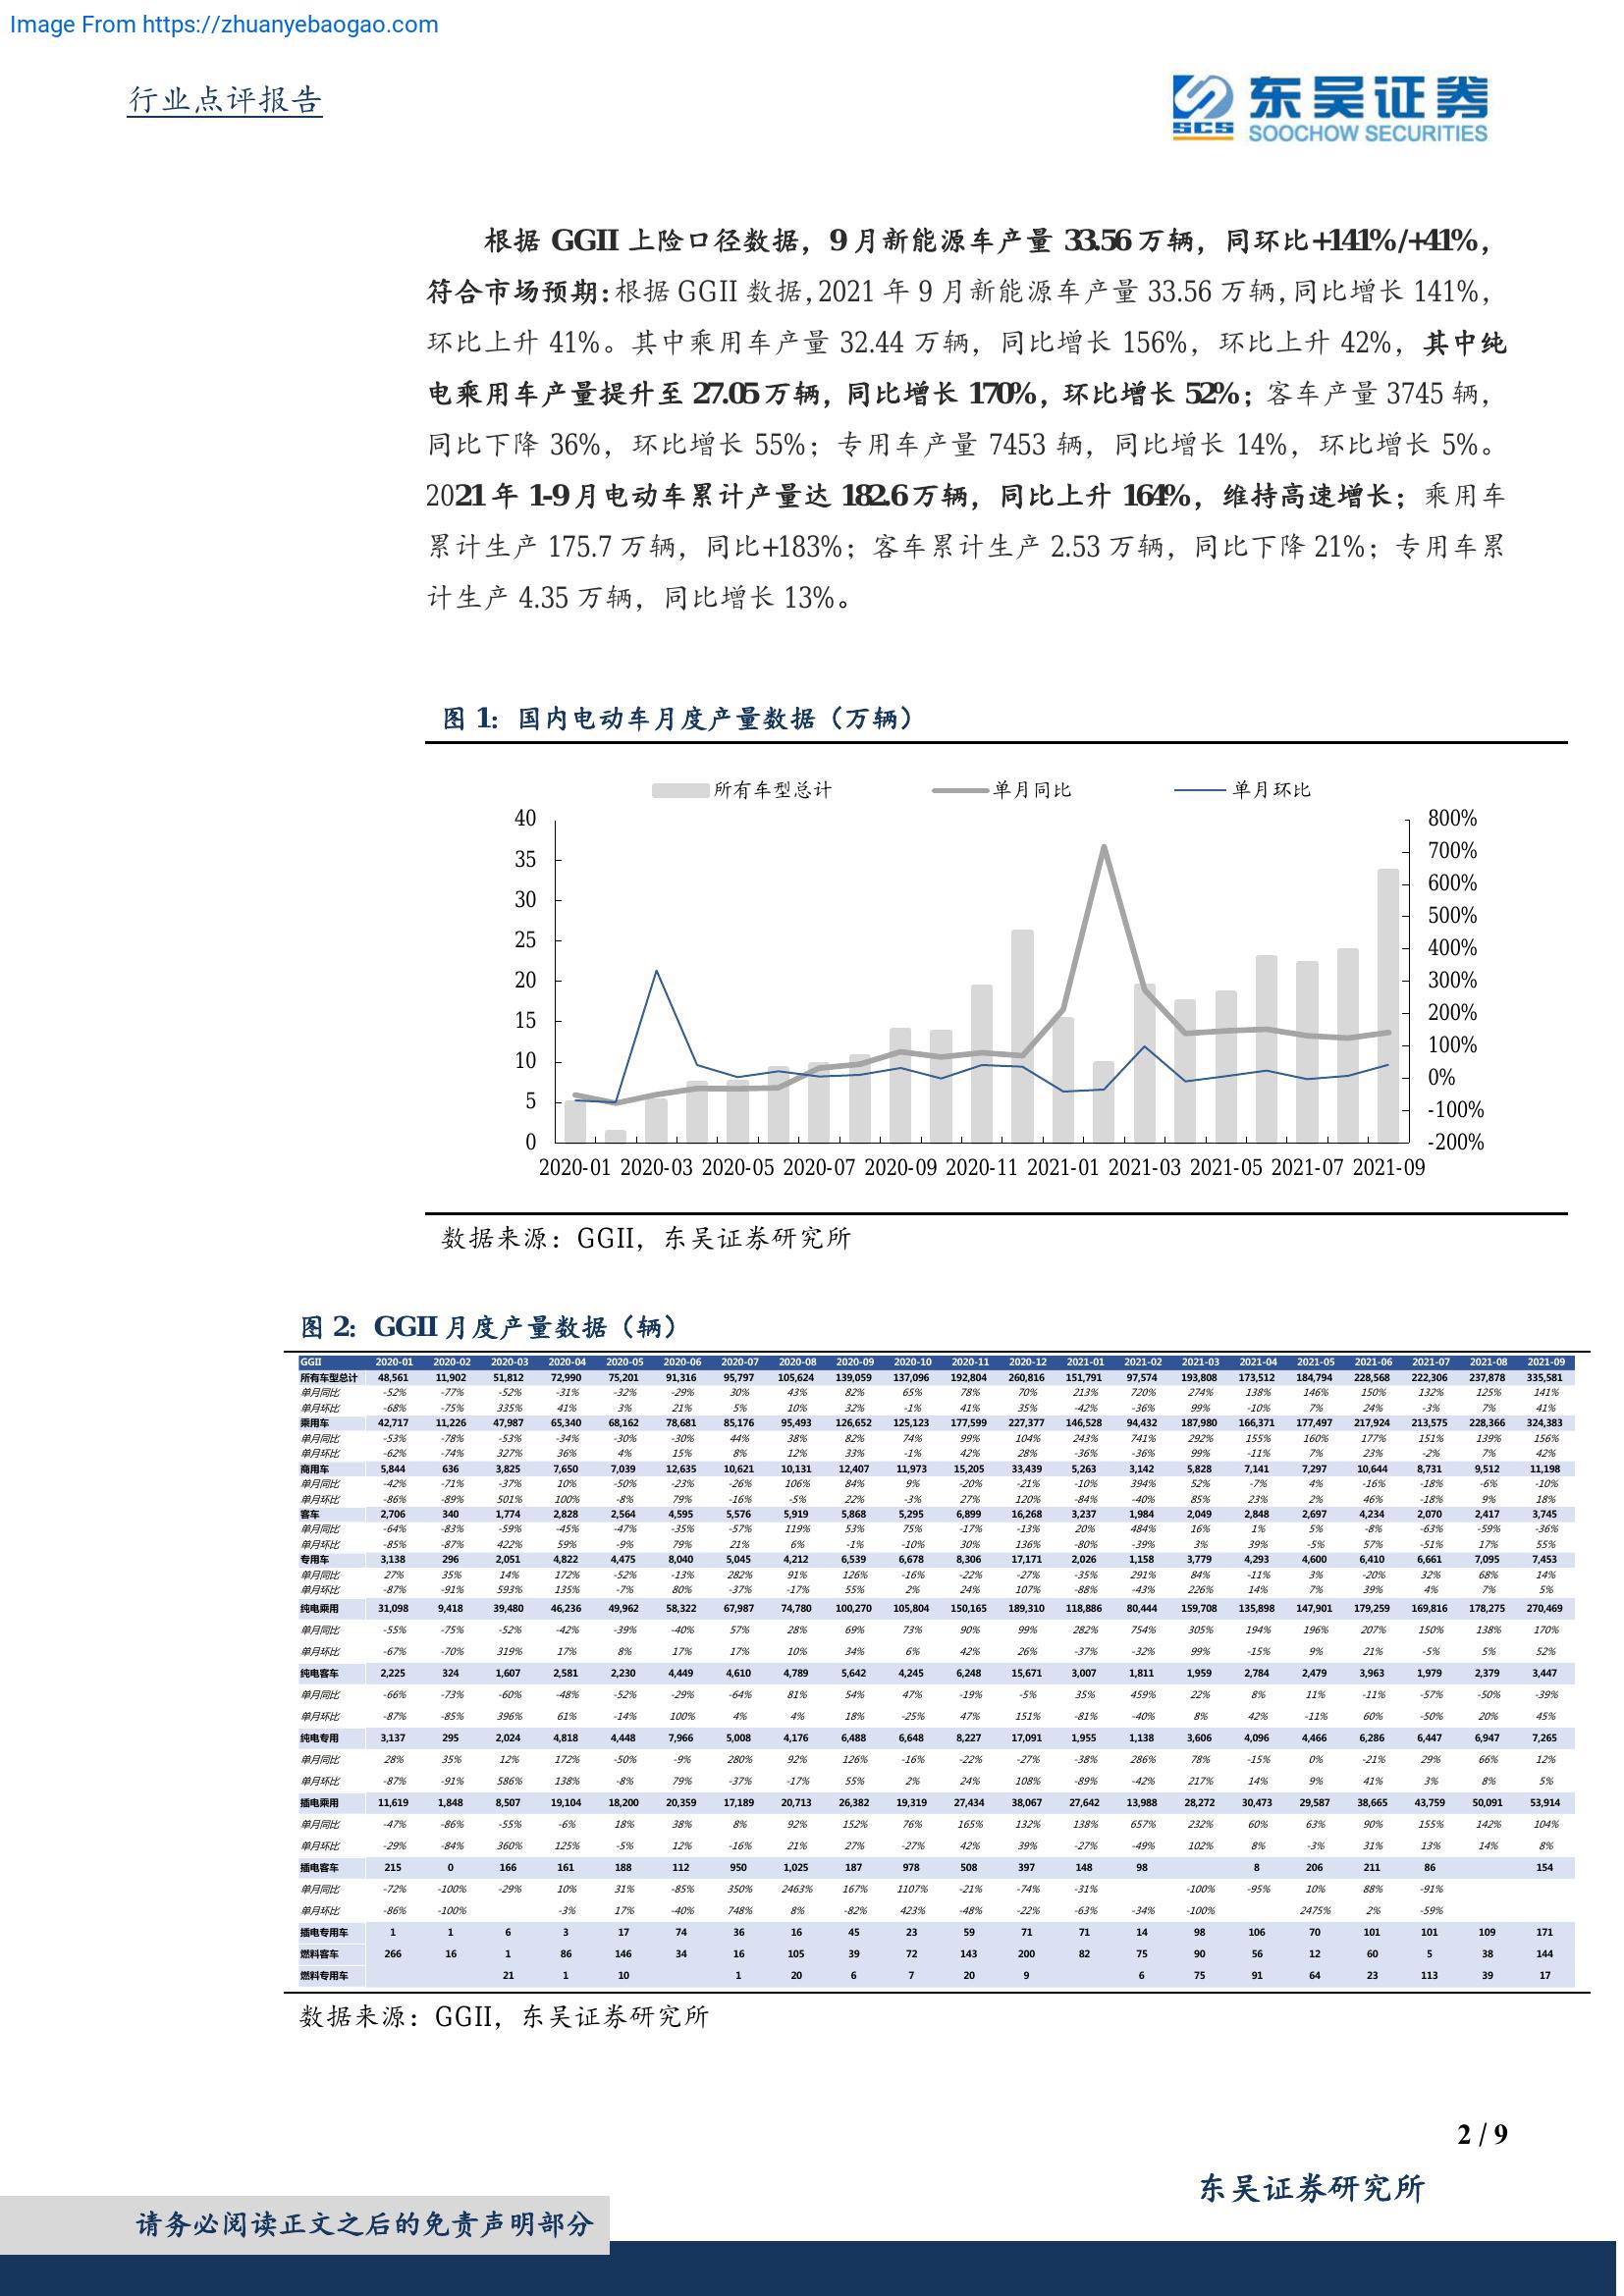 Image From https://zhuanyebaogao.com
行业点评报告
SCS 东吴证券
SOOCHOW SECURITIES
根据 GGII 上险口径数据，9 月新能源车产量 33.56 万辆，同环比+141%/+41%，
符合市场预期：根据 GGII 数据，2021 年 9 月新能源车产量 33.56 万辆，同比增长 141%，
环比上升 41%。其中乘用车产量 32.44 万辆，同比增长 156%，环比上升 42%，其中纯
电乘用车产量提升至 27.05 万辆，同比增长 170%，环比增长 52%；客车产量 3745 辆，
同比下降 36%，环比增长 55%；专用车产量 7453 辆，同比增长 14%，环比增长 5%。
2021 年 1-9 月电动车累计产量达 182.6 万辆，同比上升 164%，维持高速增长；乘用车
累计生产 175.7 万辆，同比+183%；客车累计生产 2.53 万辆，同比下降 21%；专用车累
计生产 4.35 万辆，同比增长 13%。
图 1：国内电动车月度产量数据（万辆）
所有车型总计 单月同比 单月环比
40 800%
35 700%
30 600%
25 500%
20 400%
15 300%
10 200%
5 100%
0 0%
-100%
-200%
2020-01 2020-03 2020-05 2020-07 2020-09 2020-11 2021-01 2021-03 2021-05 2021-07 2021-09
数据来源：GGII，东吴证券研究所
图 2：GGII 月度产量数据（辆）
GGII 2020-01 2020-02 2020-03 2020-04 2020-05 2020-06 2020-07 2020-08 2020-09 2020-10 2020-11 2020-12 2021-01 2021-02 2021-03 2021-04 2021-05 2021-06 2021-07 2021-08 2021-09
所有车型总计 48,561 11,902 51,812 72,990 75,201 91,316 95,797 105,624 139,059 137,096 192,804 260,816 151,791 97,574 193,808 173,512 184,794 228,568 222,306 237,878 335,581
单月同比 -52% -77% -52% -31% -32% -29% 30% 43% 82% 65% 78% 70% 213% 720% 274% 138% 146% 150% 132% 125% 141%
单月环比 -68% -75% 335% 41% 3% 21% 5% 10% 32% -1% 41% 35% -42% -36% 99% -10% 7% 24% -3% 7% 41%
乘用车 42,717 11,226 47,987 65,340 68,162 78,681 85,176 95,493 126,652 125,123 177,599 227,377 146,528 94,432 187,980 166,371 177,497 217,924 213,575 228,366 324,383
单月同比 -53% -78% -53% -34% -30% -30% 44% 38% 82% 74% 99% 104% 243% 741% 292% 155% 160% 177% 151% 139% 156%
单月环比 -62% -74% 327% 36% 4% 15% 8% 12% 33% -1% 42% 28% -36% -36% 99% -11% 7% 23% -2% 7% 42%
商用车 5,844 636 3,825 7,650 7,039 12,635 10,621 10,131 12,407 11,973 15,205 33,439 5,263 3,142 5,828 7,141 7,297 10,644 8,731 9,512 11,198
单月同比 -42% -71% -37% 10% -50% -23% -26% 106% 84% 9% -20% -21% -10% 394% 52% -7% 4% -16% -18% -6% -10%
单月环比 -86% -89% 501% 100% -8% 79% -16% -5% 22% -3% 27% 120% -84% -40% 85% 23% 2% 46% -18% 9% 18%
客车 2,706 340 1,774 2,828 2,564 4,595 5,576 5,919 5,868 5,295 6,899 16,268 3,237 1,984 2,049 2,848 2,697 4,234 2,070 2,417 3,745
单月同比 -64% -83% -59% -45% -47% -35% -57% 119% 53% 75% -17% -13% 20% 484% 16% 1% 5% -8% -63% -59% -36%
单月环比 -85% -87% 422% 59% -9% 79% 21% 6% -1% -10% 30% 136% -80% -39% 3% 39% -5% 57% -51% 17% 55%
专用车 3,138 296 2,051 4,822 4,475 8,040 5,045 4,212 6,539 6,678 8,306 17,171 2,026 1,158 3,779 4,293 4,600 6,410 6,661 7,095 7,453
单月同比 27% 35% 14% 172% -52% -13% 282% 91% 126% -16% -22% -27% -35% 291% 84% -11% 3% -20% 32% 68% 14%
单月环比 -87% -91% 593% 135% -7% 80% -37% -17% 55% 2% 24% 107% -88% -43% 226% 14% 7% 39% 4% 7% 5%
纯电乘用 31,098 9,418 39,480 46,236 49,962 58,322 67,987 74,780 100,270 105,804 150,165 189,310 118,886 80,444 159,708 135,898 147,901 179,259 169,816 178,275 270,469
单月同比 -55% -75% -52% -42% -39% -40% 57% 28% 69% 73% 90% 99% 282% 754% 305% 194% 196% 207% 150% 138% 170%
单月环比 -67% -70% 319% 17% 8% 17% 17% 10% 34% 6% 42% 26% -37% -32% 99% -15% 9% 21% -5% 5% 52%
纯电客车 2,225 324 1,607 2,581 2,230 4,449 4,610 4,789 5,642 4,245 6,248 15,671 3,007 1,811 1,959 2,784 2,479 3,963 1,979 2,379 3,447
单月同比 -66% -73% -60% -48% -52% -29% -64% 81% 54% 47% -19% -5% 35% 459% 22% 8% 11% -11% -57% -50% -39%
单月环比 -87% -85% 396% 61% -14% 100% 4% 4% 18% -25% 47% 151% -81% -40% 8% 42% -11% 60% -50% 20% 45%
纯电专用 3,137 295 2,024 4,818 4,448 7,966 5,008 4,176 6,488 6,648 8,227 17,091 1,955 1,138 3,606 4,096 4,466 6,286 6,447 6,947 7,265
单月同比 28% 35% 12% 172% -50% -9% 280% 92% 126% -16% -22% -27% -38% 286% 78% -15% 0% -21% 29% 66% 12%
单月环比 -87% -91% 586% 138% -8% 79% -37% -17% 55% 2% 24% 108% -89% -42% 217% 14% 9% 41% 3% 8% 5%
插电乘用 11,619 1,848 8,507 19,104 18,200 20,359 17,189 20,713 26,382 19,319 27,434 38,067 27,642 13,988 28,272 30,473 29,587 38,665 43,759 50,091 53,914
单月同比 -47% -86% -55% -6% 18% 38% 8% 92% 152% 76% 165% 132% 138% 657% 232% 60% 63% 90% 155% 142% 104%
单月环比 -29% -84% 360% 125% -5% 12% -16% 21% 27% -27% 42% 39% -27% -49% 102% 8% -3% 31% 13% 14% 8%
插电客车 215 0 166 161 188 112 950 1,025 187 978 508 397 148 98 8 206 211 86 154
单月同比 -72% -100% -29% 10% 31% -85% 350% 2463% 167% 1107% -21% -74% -31% -100% -95% 10% 88% -91%
单月环比 -86% -100% -3% 17% -40% 748% 8% -82% 423% -48% -22% -63% -34% -100% 2475% 2% -59%
插电专用车 1 1 6 3 17 74 36 16 45 23 59 71 71 14 98 106 70 101 101 109 171
燃料客车 266 16 1 86 146 34 16 105 39 72 143 200 82 75 90 56 12 60 5 38 144
燃料专用车 21 1 10 1 20 6 7 20 9 6 75 91 64 23 113 39 17
数据来源：GGII，东吴证券研究所
2 / 9
东吴证券研究所
请务必阅读正文之后的免责声明部分